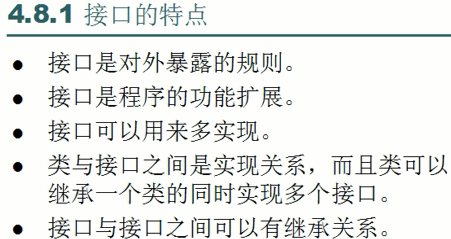 4.8.1 接口的特点
● 接口是对外暴露的规则。
● 接口是程序的功能扩展。
● 接口可以用来多实现。
● 类与接口之间是实现关系，而且类可以
继承一个类的同时实现多个接口。
● 接口与接口之间可以有继承关系。